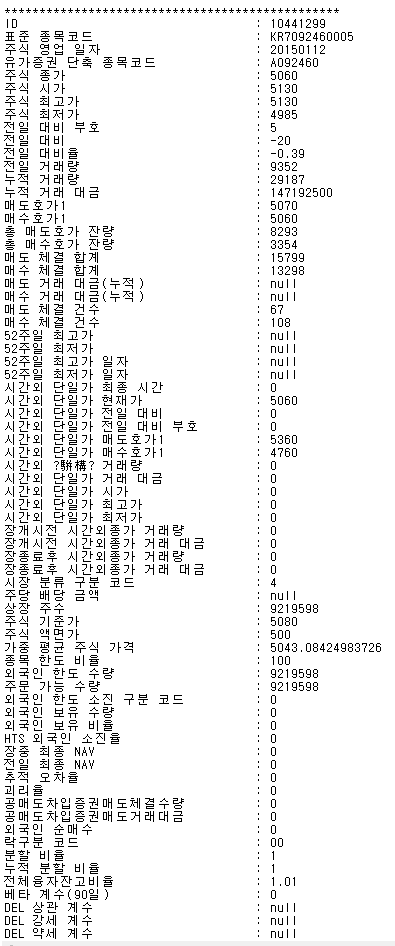 **********************************************
ID : 10441299
표준 종목코드 : KR7092460005
주식 영업 일자 : 20150112
유가증권 단축 종목코드 : A092460
주식 종가 : 5060
주식 시가 : 5130
주식 최고가 : 5130
주식 최저가 : 4985
전일 대비 부호 : 5
전일 대비 : -20
전일 대비율 : -0.39
전일 거래량 : 9352
누적 거래량 : 29187
누적 거래 대금 : 147192500
매도호가1 : 5070
매수호가1 : 5060
총 매도호가 잔량 : 8293
총 매수호가 잔량 : 3354
매도 체결 합계 : 15799
매수 체결 합계 : 13298
매도 거래 대금(누적) : null
매수 거래 대금(누적) : null
매도 체결 건수 : 67
매수 체결 건수 : 108
52주일 최고가 : null
52주일 최저가 : null
52주일 최고가 일자 : null
52주일 최저가 일자 : null
시간외 단일가 최종 시간 : 0
시간외 단일가 현재가 : 5060
시간외 단일가 전일 대비 : 0
시간외 단일가 전일 대비 부호 : 0
시간외 단일가 매도호가1 : 5360
시간외 단일가 매수호가1 : 4760
시간외 ?騈構? 거래량 : 0
시간외 단일가 거래 대금 : 0
시간외 단일가 시가 : 0
시간외 단일가 최고가 : 0
시간외 단일가 최저가 : 0
장개시전 시간외종가 거래량 : 0
장개시전 시간외종가 거래 대금 : 0
장종료후 시간외종가 거래량 : 0
장종료후 시간외종가 거래 대금 : 0
시장 분류 구분 코드 : 4
주당 배당 금액 : null
상장 주수 : 9219598
주식 기준가 : 5080
주식 액면가 : 500
가중 평균 주식 가격 : 5043.08424983726
종목 한도 비율 : 100
외국인 한도 수량 : 9219598
주문 가능 수량 : 9219598
외국인 한도 소진 구분 코드 : 0
외국인 보유 수량 : 0
외국인 보유 비율 : 0
HTS 외국인 소진율 : 0
장중 최종 NAV : 0
전일 최종 NAV : 0
추적 오차율 : 0
괴리율 : 0
공매도차입증권매도체결수량 : 0
공매도차입증권매도거래대금 : 0
외국인 순매수 : 0
락구분 코드 : 00
분할 비율 : 1
누적 분할 비율 : 1
전체융자잔고비율 : 1.01
베타 계수(90일) : 0
DEL 상관 계수 : null
DEL 강세 계수 : null
DEL 약세 계수 : null